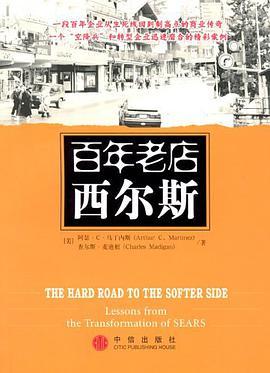 一段百年企业从生死线回到制高点的商业传奇
一个“空降兵”和转型企业迅速磨合的精彩案例
百年老店
西尔斯
[美] 阿瑟·C·马丁内斯 (Arthur C. Martinez)
查尔斯·麦迪根 (Charles Madigan) /著
THE HARD ROAD TO THE SOFTER SIDE
Lessons from
the Transformation of SEARS
中信出版社
CITIC PUBLISHING HOUSE